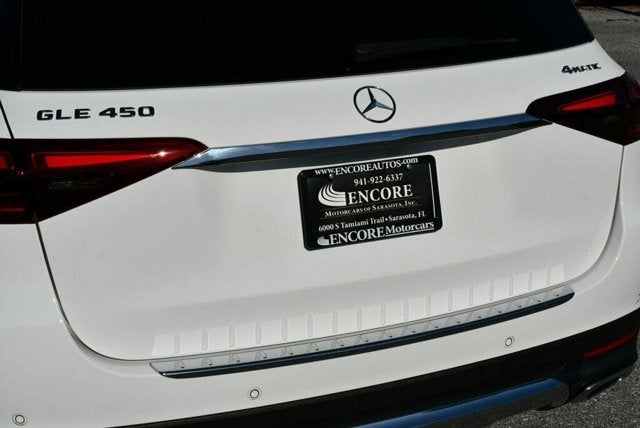 4MATIC
GLE 450
www.ENCOREAUTOS.com
941-922-6337
ENCORE
MOTORCARS OF SARASOTA, INC.
6000 S Tamiami Trail • Sarasota, FL
ENCORE Motorcars